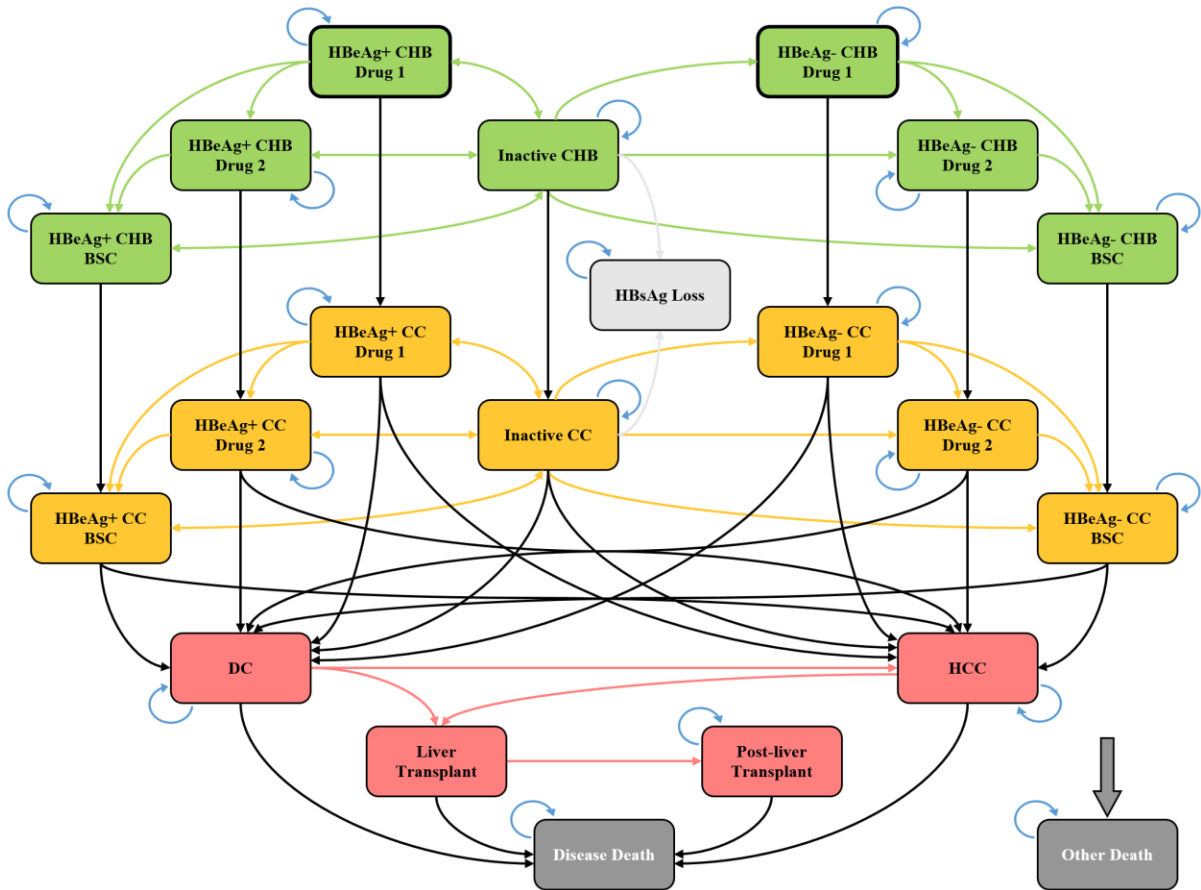 HBeAg+ CHB
Drug 1
HBeAg- CHB
Drug 1
HBeAg+ CHB
Drug 2
Inactive CHB
HBeAg- CHB
Drug 2
HBeAg+ CHB
BSC
HBeAg- CHB
BSC
HBsAg Loss
HBeAg+ CC
Drug 1
HBeAg- CC
Drug 1
HBeAg+ CC
Drug 2
Inactive CC
HBeAg- CC
Drug 2
HBeAg+ CC
BSC
HBeAg- CC
BSC
DC
HCC
Liver
Transplant
Post-liver
Transplant
Disease Death
Other Death